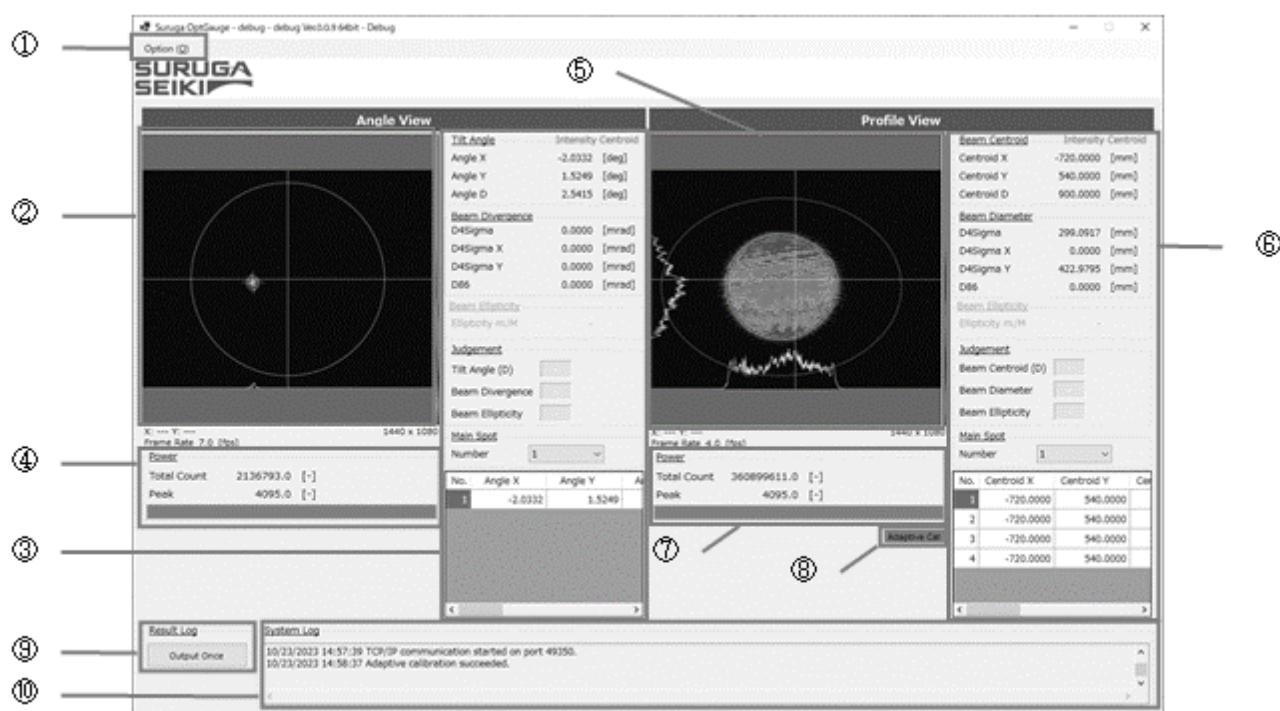 ①
②
④
③
⑨
⑩
⑤
⑥
⑦
⑧
Suruga OptGauge - debug - debug Ver.0.0.9 64bit - Debug
Option (O)
SURUGA
SEIKI
Angle View
Tilt Angle Intensity Centroid
Angle X -2.0332 [deg]
Angle Y 1.5249 [deg]
Angle D 2.5415 [deg]
Beam Divergence
D4Sigma 0.0000 [mrad]
D4Sigma X 0.0000 [mrad]
D4Sigma Y 0.0000 [mrad]
D86 0.0000 [mrad]
Beam Ellipticity
Ellipticity m/M -
Judgement
Tilt Angle (D)
Beam Divergence
Beam Ellipticity
Main Spot
Number 1
No. Angle X Angle Y
1 -2.0332 1.5249
X: --- Y: --- 1440 x 1080
Frame Rate 7.0 [fps]
Power
Total Count 2136793.0 [-]
Peak 4095.0 [-]
Profile View
Beam Centroid Intensity Centroid
Centroid X -720.0000 [mm]
Centroid Y 540.0000 [mm]
Centroid D 900.0000 [mm]
Beam Diameter
D4Sigma 299.0917 [mm]
D4Sigma X 0.0000 [mm]
D4Sigma Y 422.9795 [mm]
D86 0.0000 [mm]
Beam Ellipticity
Ellipticity m/M -
Judgement
Beam Centroid (D)
Beam Diameter
Beam Ellipticity
Main Spot
Number 1
No. Centroid X Centroid Y Cen
1 -720.0000 540.0000
2 -720.0000 540.0000
3 -720.0000 540.0000
4 -720.0000 540.0000
X: --- Y: --- 1440 x 1080
Frame Rate 4.0 [fps]
Power
Total Count 360899611.0 [-]
Peak 4095.0 [-]
Adaptive Cal
Result Log
Output Once
System Log
10/23/2023 14:57:39 TCP/IP communication started on port 49350.
10/23/2023 14:58:37 Adaptive calibration succeeded.